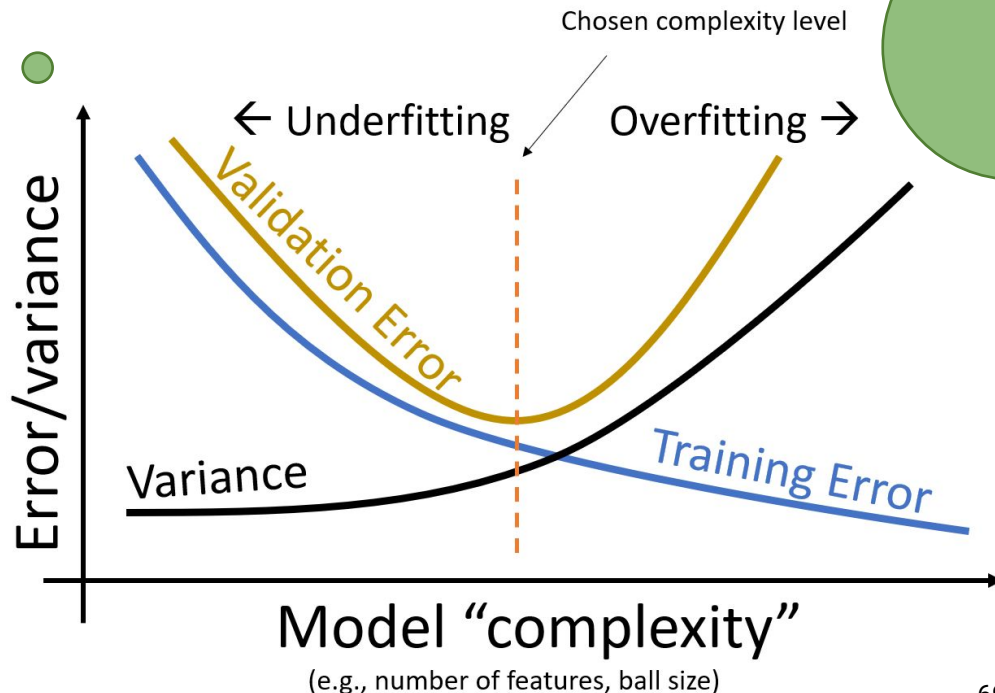 Chosen complexity level
← Underfitting
Overfitting →
Error/variance
Validation Error
Variance
Training Error
Model “complexity”
(e.g., number of features, ball size)